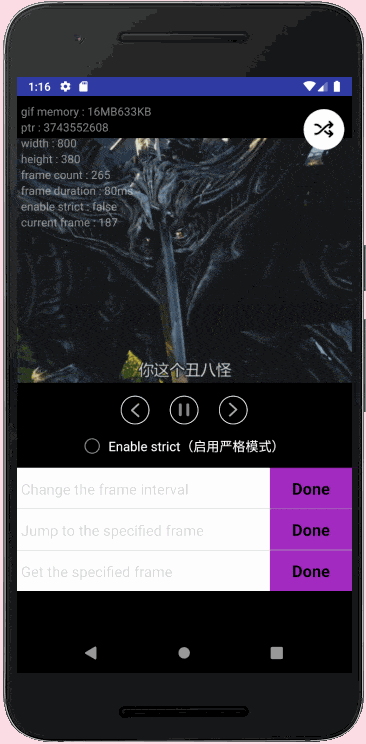 1:16
gif memory : 16MB633KB
ptr : 3743552608
width : 800
height : 380
frame count : 265
frame duration : 80ms
enable strict : false
current frame : 187
你这个丑八怪
Enable strict（启用严格模式）
Change the frame interval Done
Jump to the specified frame Done
Get the specified frame Done